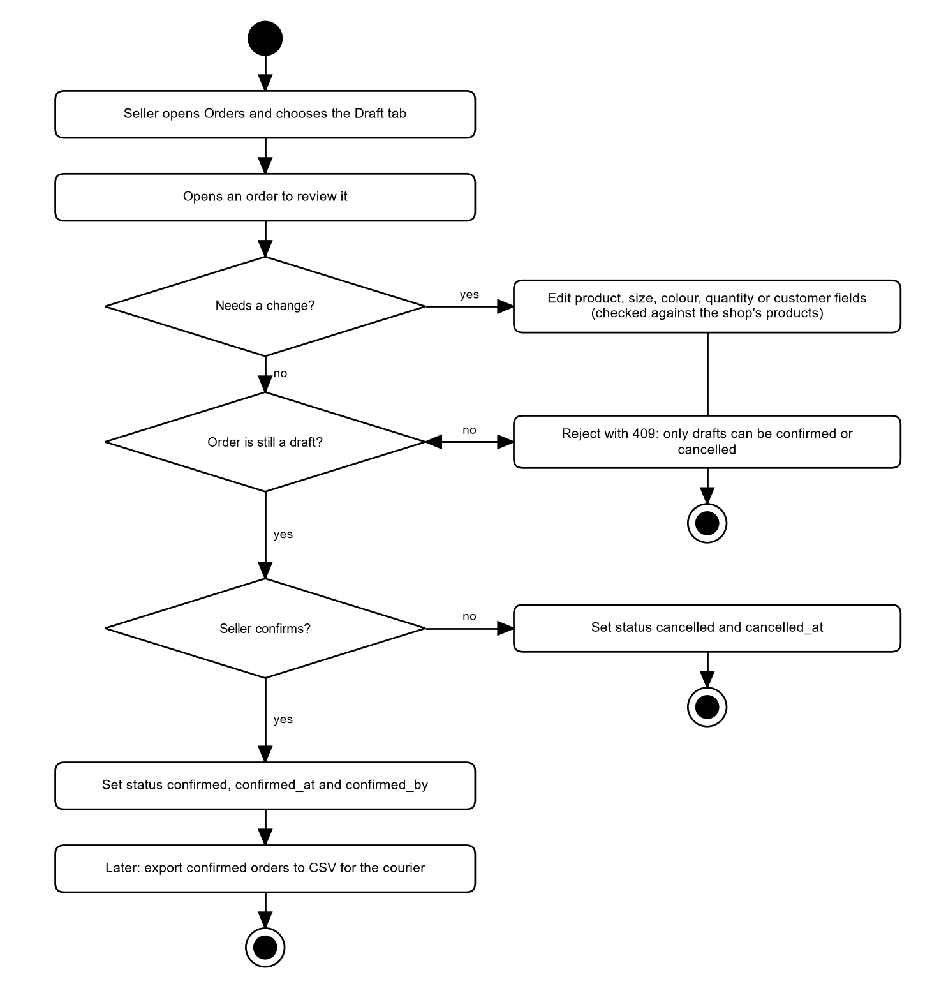 Seller opens Orders and chooses the Draft tab
Opens an order to review it
Needs a change?
yes
Edit product, size, colour, quantity or customer fields
(checked against the shop's products)
no
Order is still a draft?
no
Reject with 409: only drafts can be confirmed or
cancelled
yes
Seller confirms?
no
Set status cancelled and cancelled_at
yes
Set status confirmed, confirmed_at and confirmed_by
Later: export confirmed orders to CSV for the courier